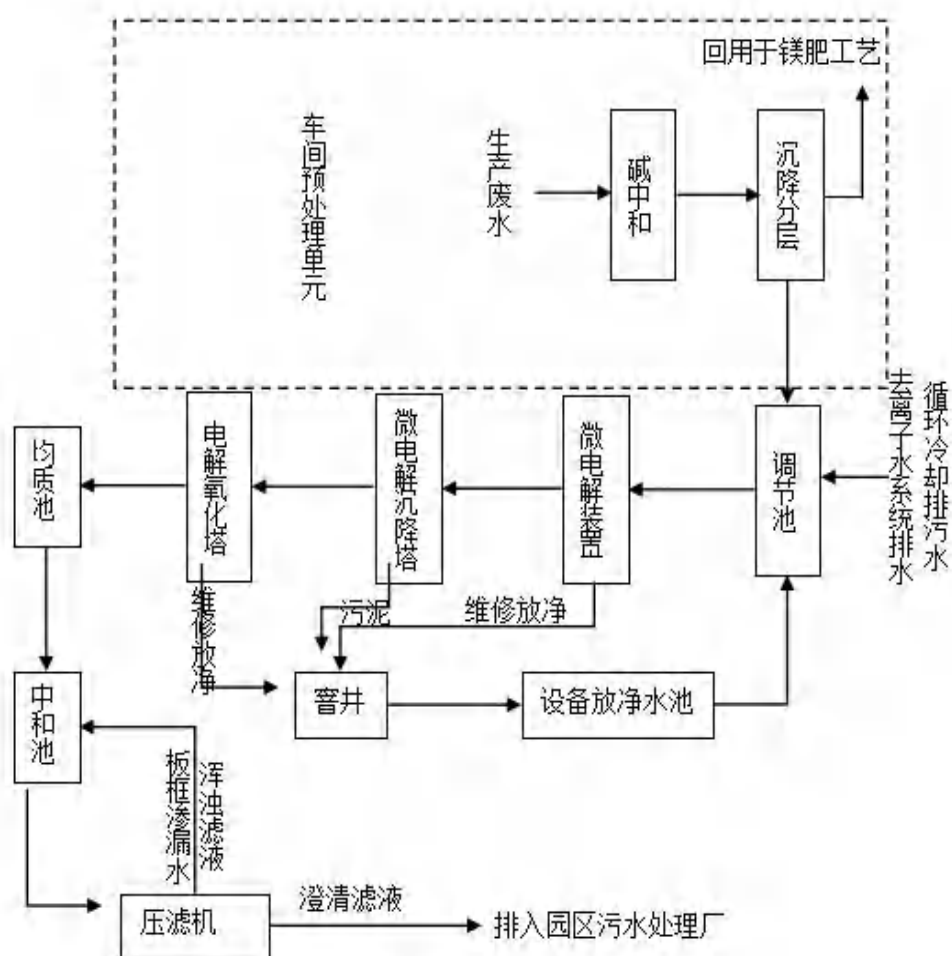 回用于镁肥工艺
车间预处理单元
生产废水
碱中和
沉降分层
均质池
电解氧化塔
微电解沉降塔
微电解装置
调节池
去离子水系统排水
循环冷却排污水
维修放净
污泥
维修放净
中和池
窨井
设备放净水池
板框渗漏水
浑浊滤液
压滤机
澄清滤液
排入园区污水处理厂